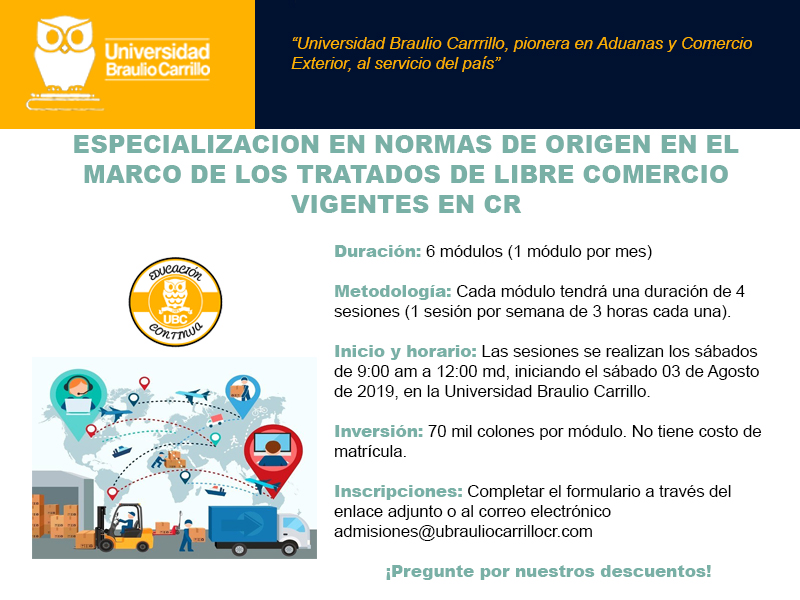 Universidad
Braulio Carrillo
“Universidad Braulio Carrrillo, pionera en Aduanas y Comercio
Exterior, al servicio del país”
ESPECIALIZACION EN NORMAS DE ORIGEN EN EL
MARCO DE LOS TRATADOS DE LIBRE COMERCIO
VIGENTES EN CR
EDUCACIÓN
UBC
CONTINUA
Duración: 6 módulos (1 módulo por mes)
Metodología: Cada módulo tendrá una duración de 4
sesiones (1 sesión por semana de 3 horas cada una).
Inicio y horario: Las sesiones se realizan los sábados
de 9:00 am a 12:00 md, iniciando el sábado 03 de Agosto
de 2019, en la Universidad Braulio Carrillo.
Inversión: 70 mil colones por módulo. No tiene costo de
matrícula.
Inscripciones: Completar el formulario a través del
enlace adjunto o al correo electrónico
admisiones@ubrauliocarrillocr.com
¡Pregunte por nuestros descuentos!